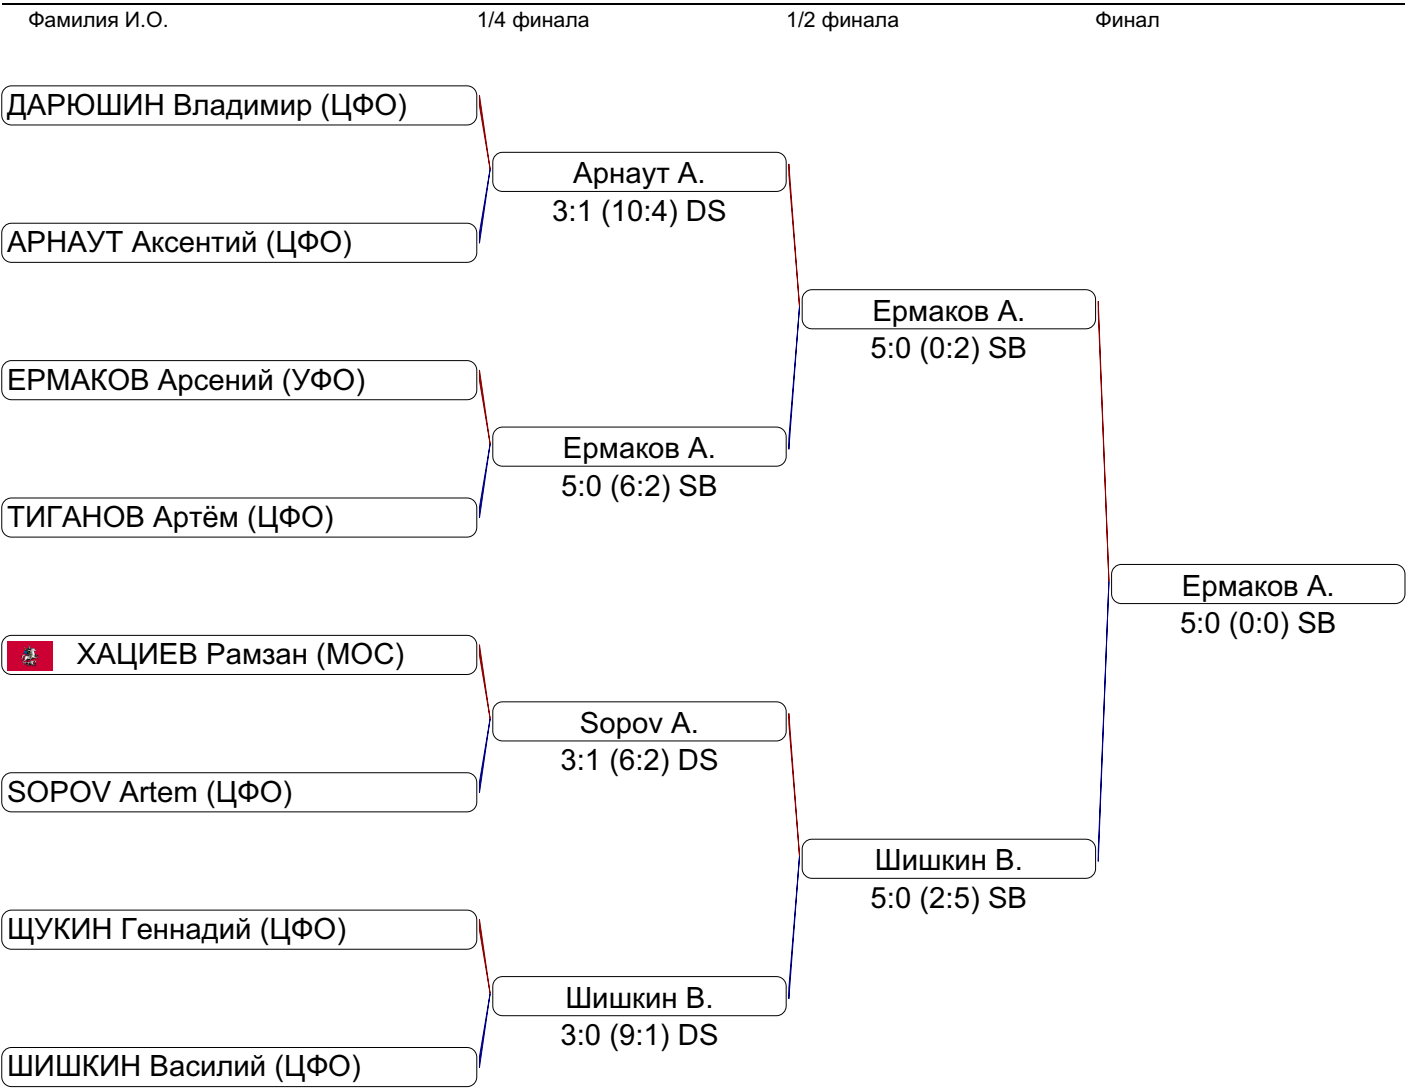 Фамилия И.О. 1/4 финала 1/2 финала Финал
ДАРЮШИН Владимир (ЦФО)
Арнаут А.
3:1 (10:4) DS
АРНАУТ Аксентий (ЦФО)
Ермаков А.
5:0 (0:2) SB
ЕРМАКОВ Арсений (УФО)
Ермаков А.
5:0 (6:2) SB
ТИГАНОВ Артём (ЦФО)
Ермаков А.
5:0 (0:0) SB
ХАЦИЕВ Рамзан (МОС)
Sopov A.
3:1 (6:2) DS
SOPOV Artem (ЦФО)
Шишкин В.
5:0 (2:5) SB
ЩУКИН Геннадий (ЦФО)
Шишкин В.
3:0 (9:1) DS
ШИШКИН Василий (ЦФО)